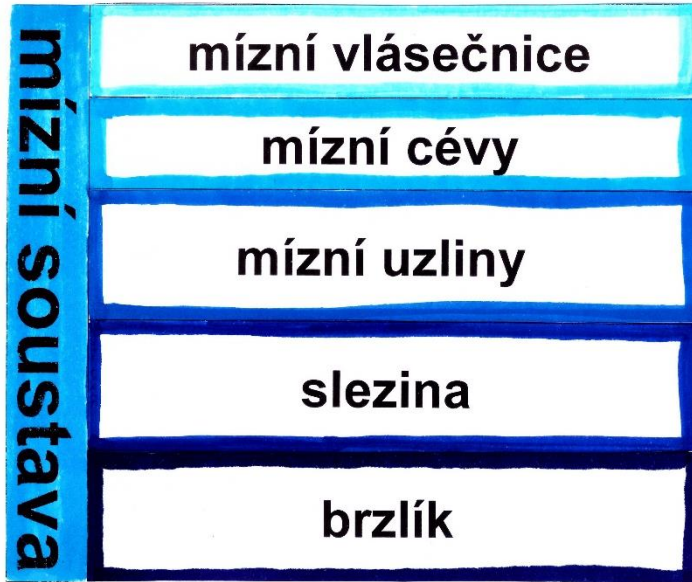 mízní soustava
mízní vlásečnice
mízní cévy
mízní uzliny
slezina
brzlík